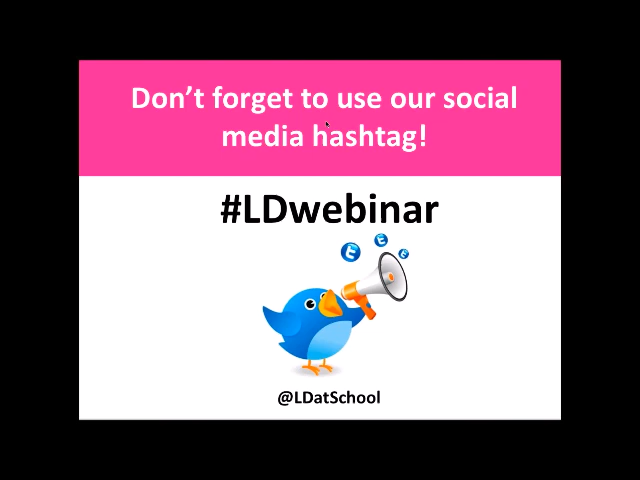 Don't forget to use our social
media hashtag!
#LDwebinar
t t t
@LDatSchool